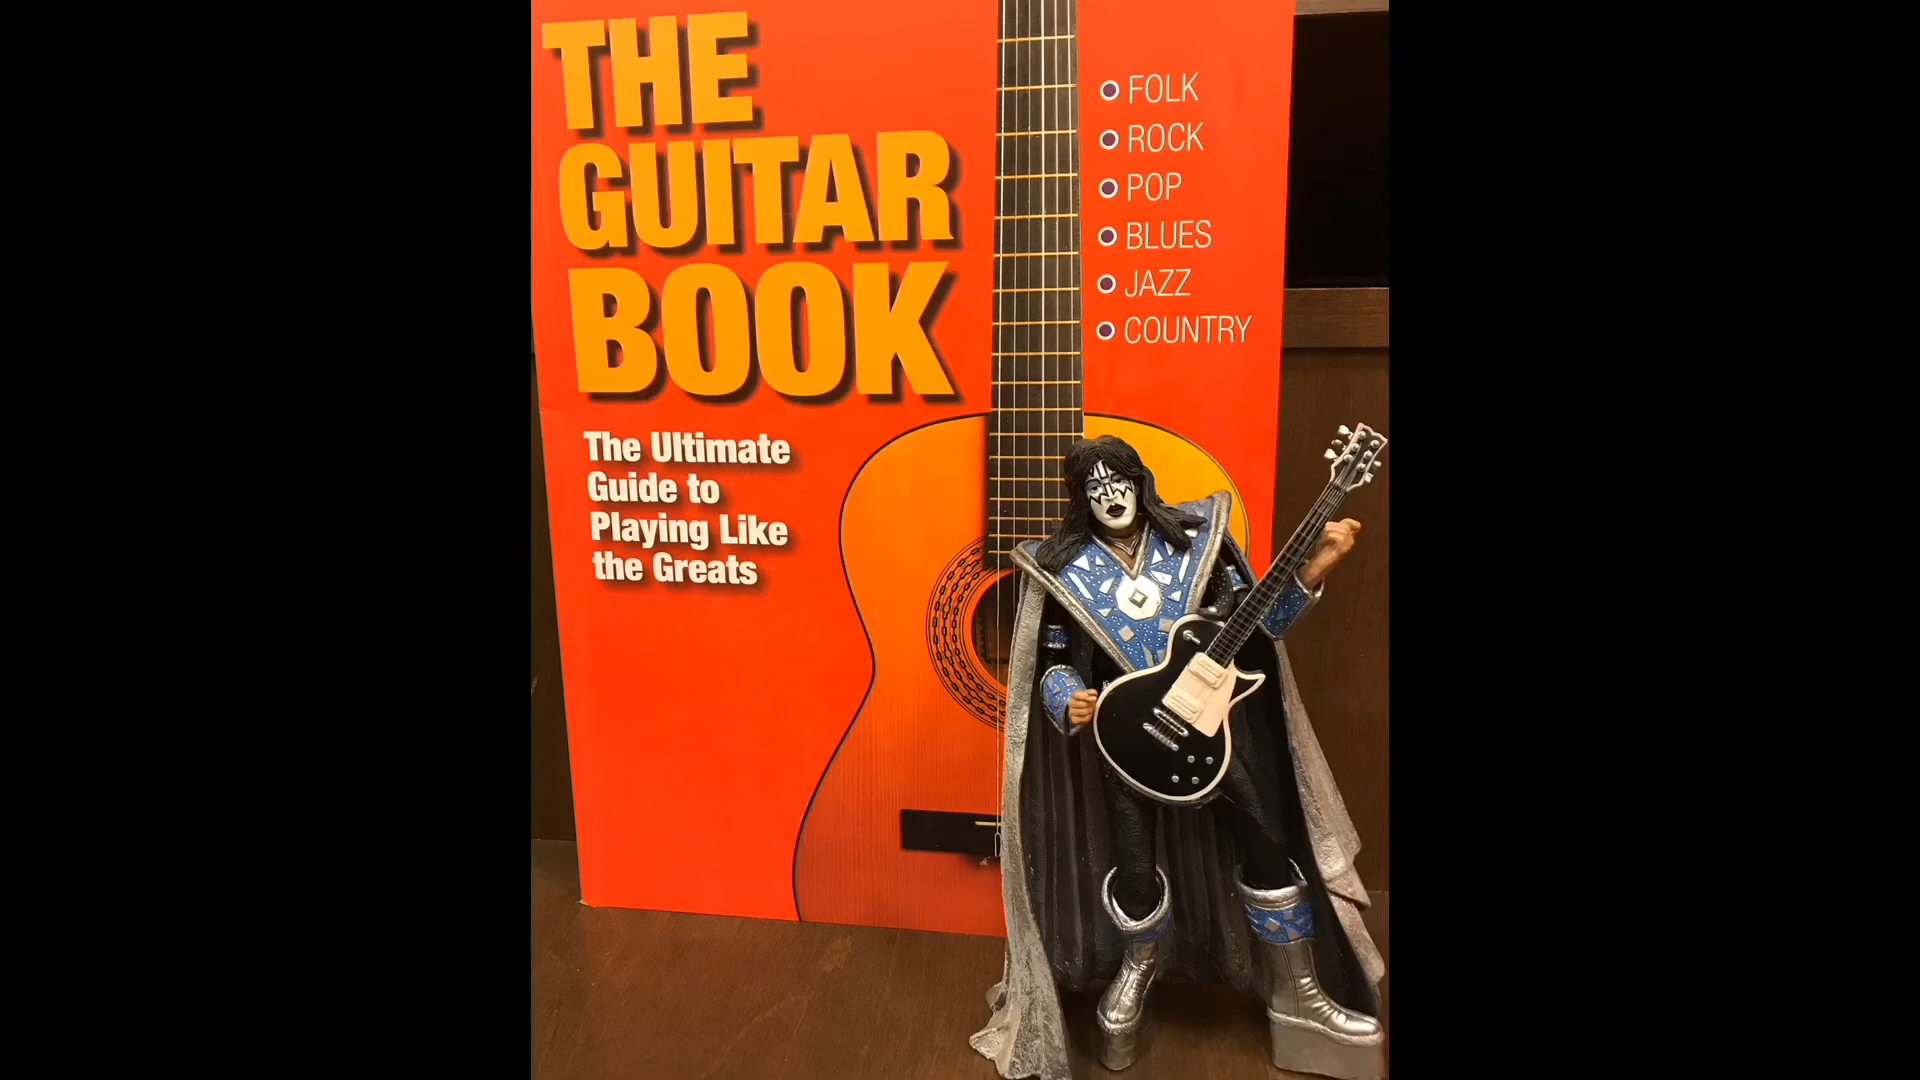 THE
GUITAR
BOOK
The Ultimate
Guide to
Playing Like
the Greats
FOLK
ROCK
POP
BLUES
JAZZ
COUNTRY